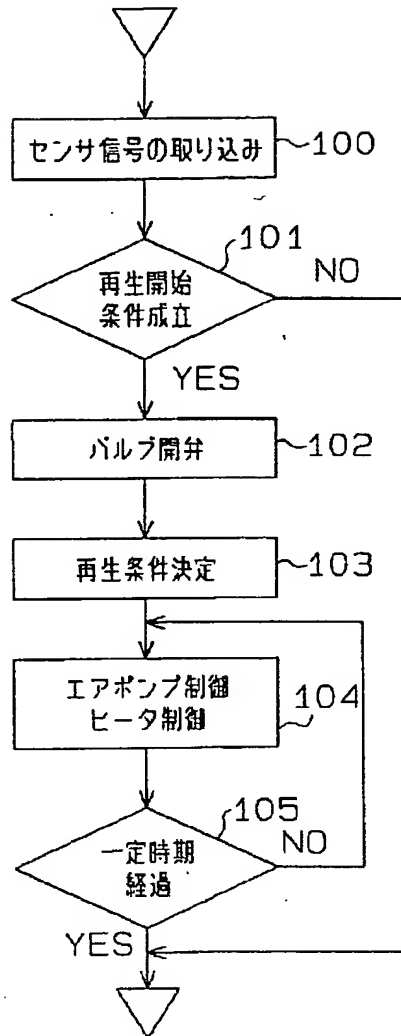 センサ信号の取り込み 100
101
再生開始
条件成立
NO
YES
バルブ開弁 102
再生条件決定 103
エアポンプ制御
ヒータ制御
104
105
一定時期
経過
NO
YES